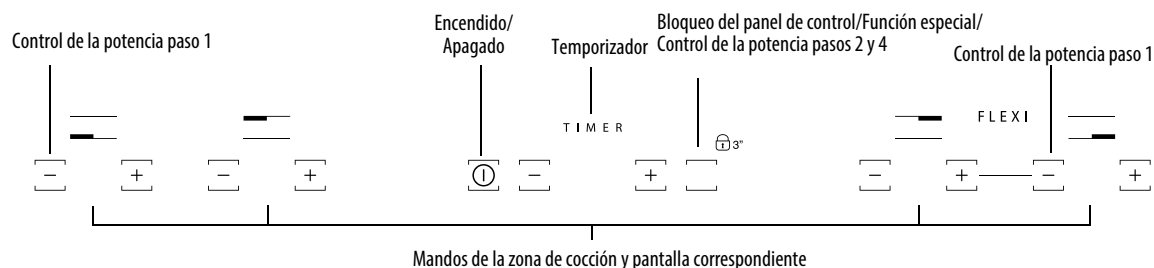 Control de la potencia paso 1
Encendido/
Apagado
Temporizador
Bloqueo del panel de control/Función especial/
Control de la potencia pasos 2 y 4
Control de la potencia paso 1
TIMER
3"
FLEXI
− + − + − + − + − +
Mandos de la zona de cocción y pantalla correspondiente